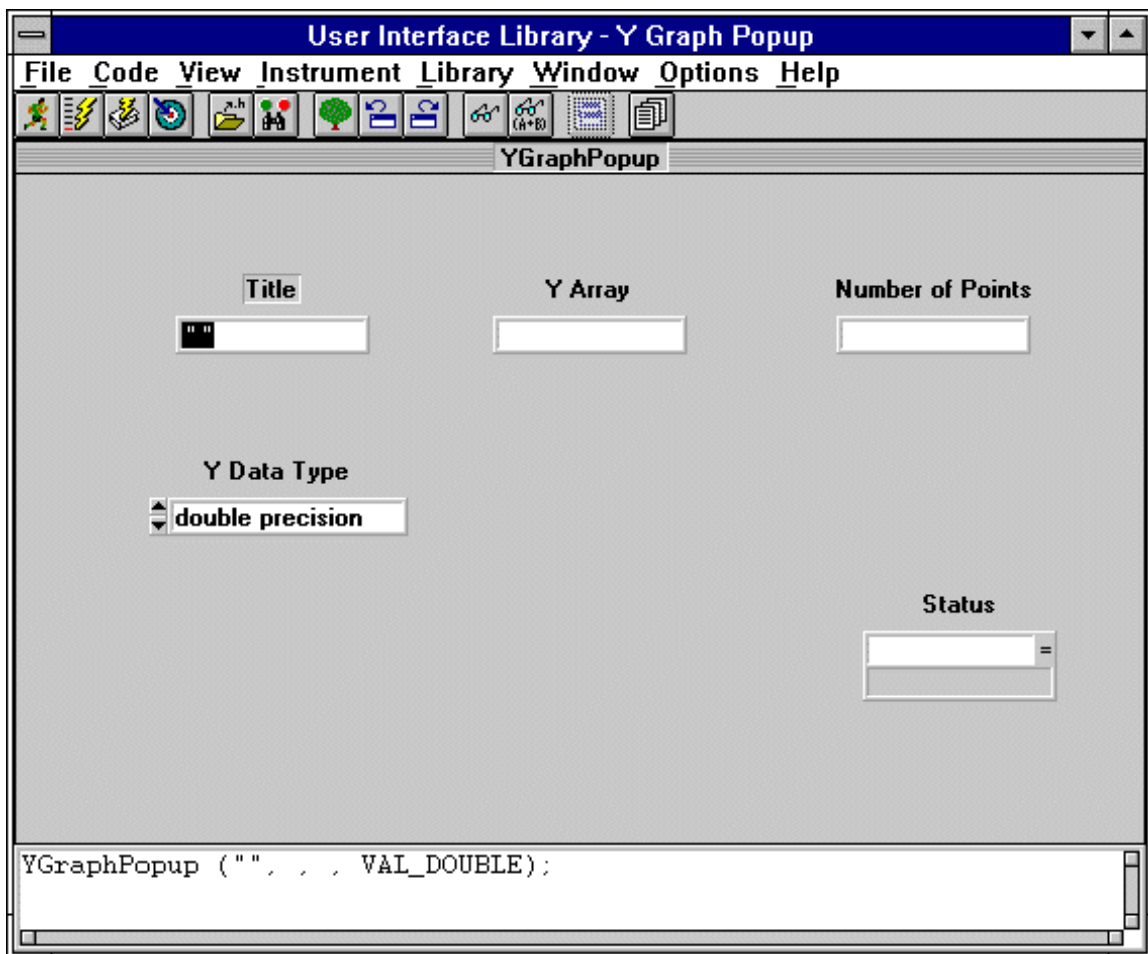 User Interface Library - Y Graph Popup
File Code View Instrument Library Window Options Help
.h
(A+B)
YGraphPopup
Title Y Array Number of Points
""
Y Data Type
double precision
Status
=
YGraphPopup ("", , , VAL_DOUBLE);